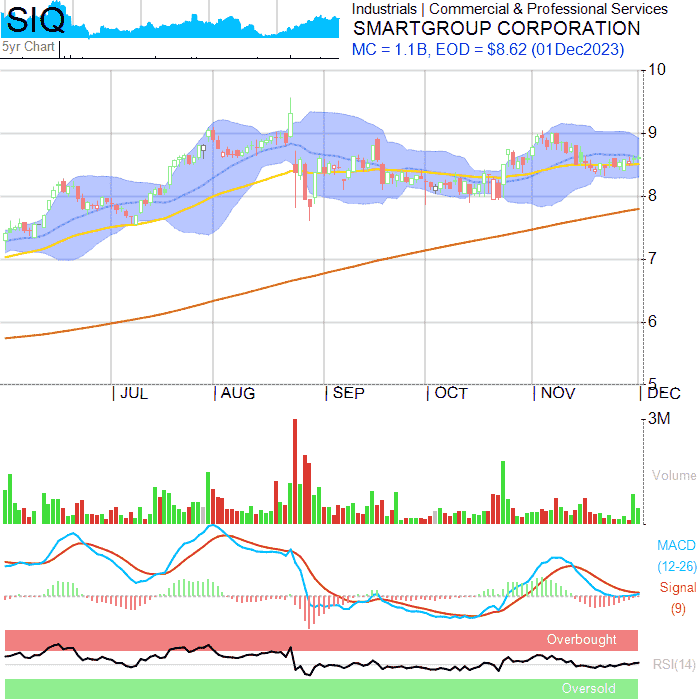 SIQ
5yr Chart
Industrials | Commercial & Professional Services
SMARTGROUP CORPORATION
MC = 1.1B, EOD = $8.62 (01Dec2023)
10
9
8
7
6
5
JUL AUG SEP OCT NOV DEC
3M
Volume
MACD
(12-26)
Signal
(9)
Overbought
RSI(14)
Oversold